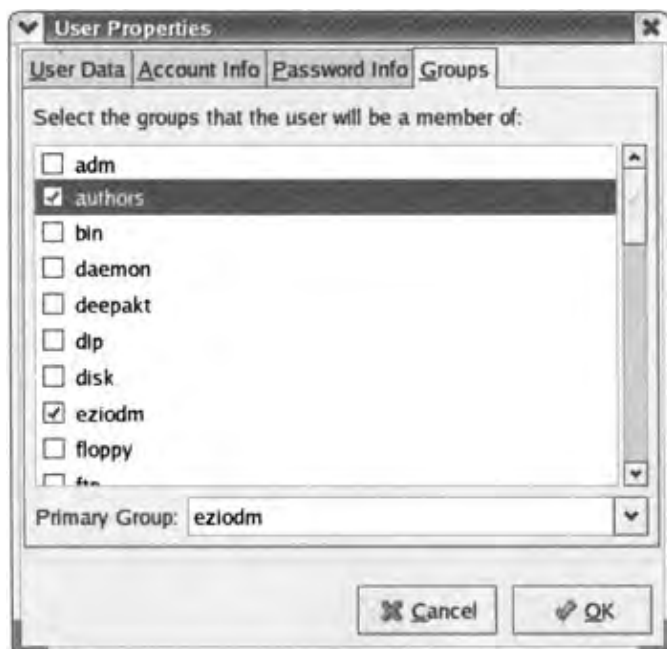 User Properties
User Data Account Info Password Info Groups
Select the groups that the user will be a member of:
adm
authors
bin
daemon
deepakt
dip
disk
eziodm
floppy
Primary Group: eziodm
Cancel OK